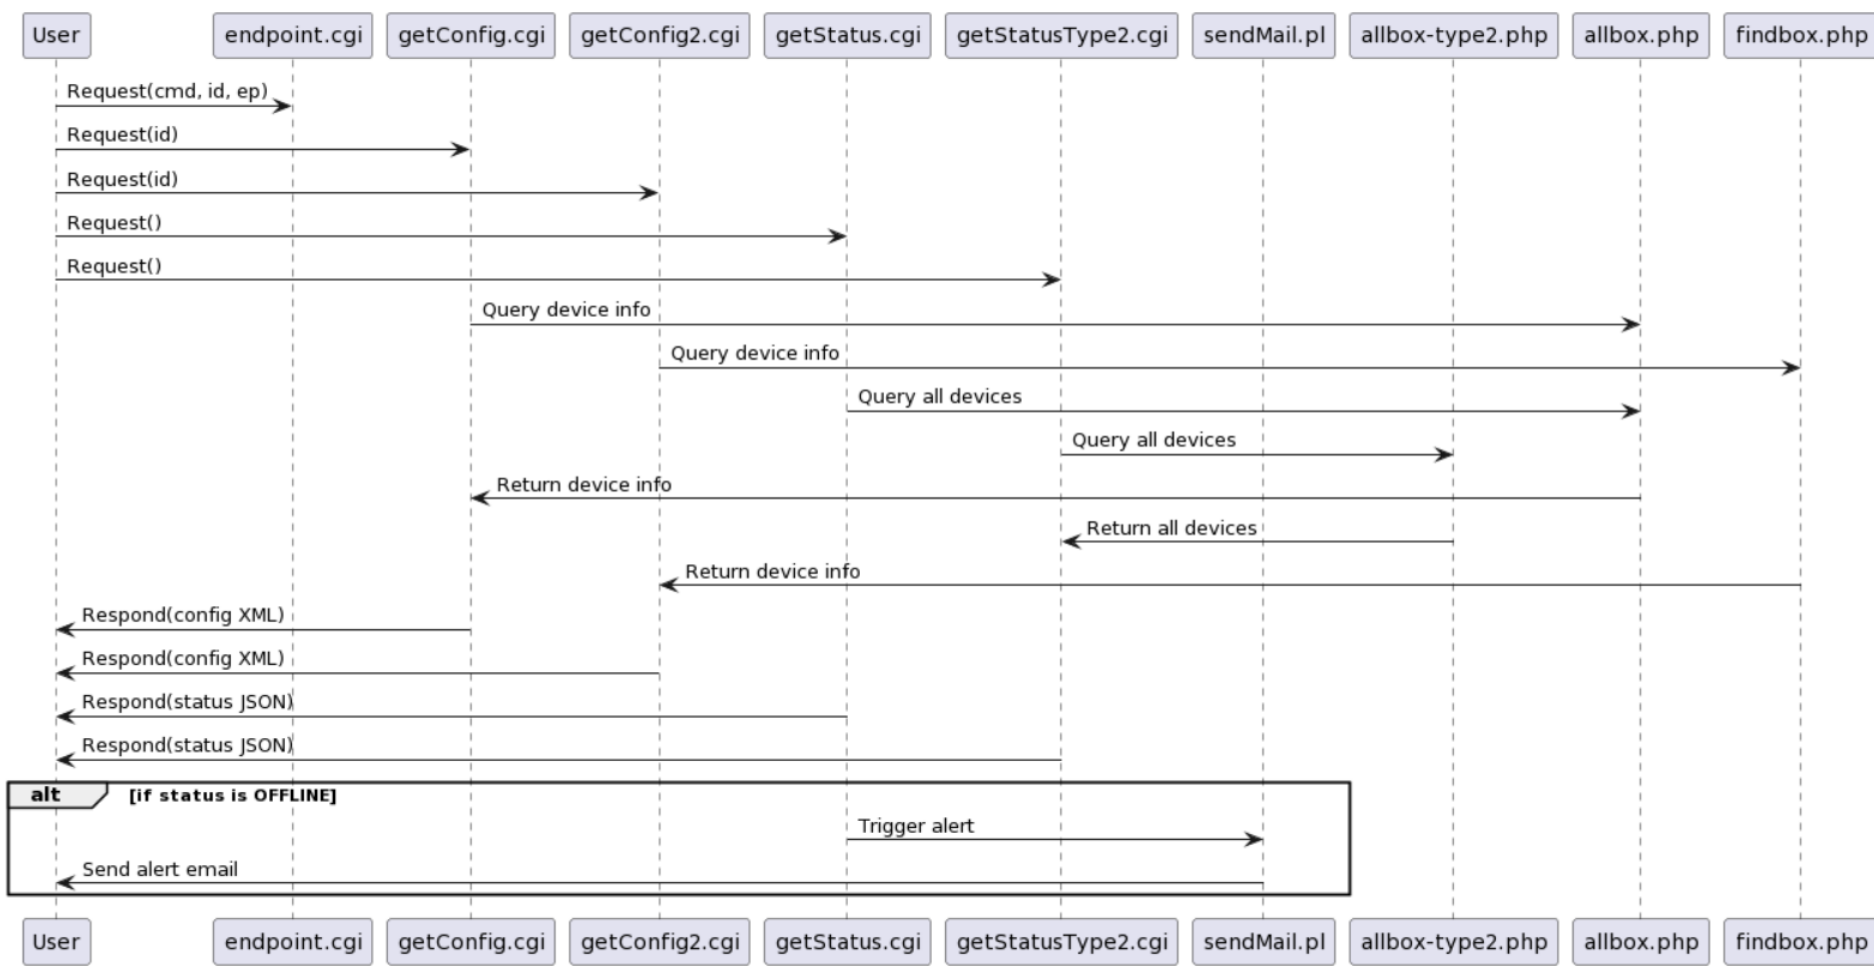 User endpoint.cgi getConfig.cgi getConfig2.cgi getStatus.cgi getStatusType2.cgi sendMail.pl allbox-type2.php allbox.php findbox.php
Request(cmd, id, ep)
Request(id)
Request(id)
Request()
Request()
Query device info
Query device info
Query all devices
Query all devices
Return device info
Return all devices
Return device info
Respond(config XML)
Respond(config XML)
Respond(status JSON)
Respond(status JSON)
alt [if status is OFFLINE]
Trigger alert
Send alert email
User endpoint.cgi getConfig.cgi getConfig2.cgi getStatus.cgi getStatusType2.cgi sendMail.pl allbox-type2.php allbox.php findbox.php